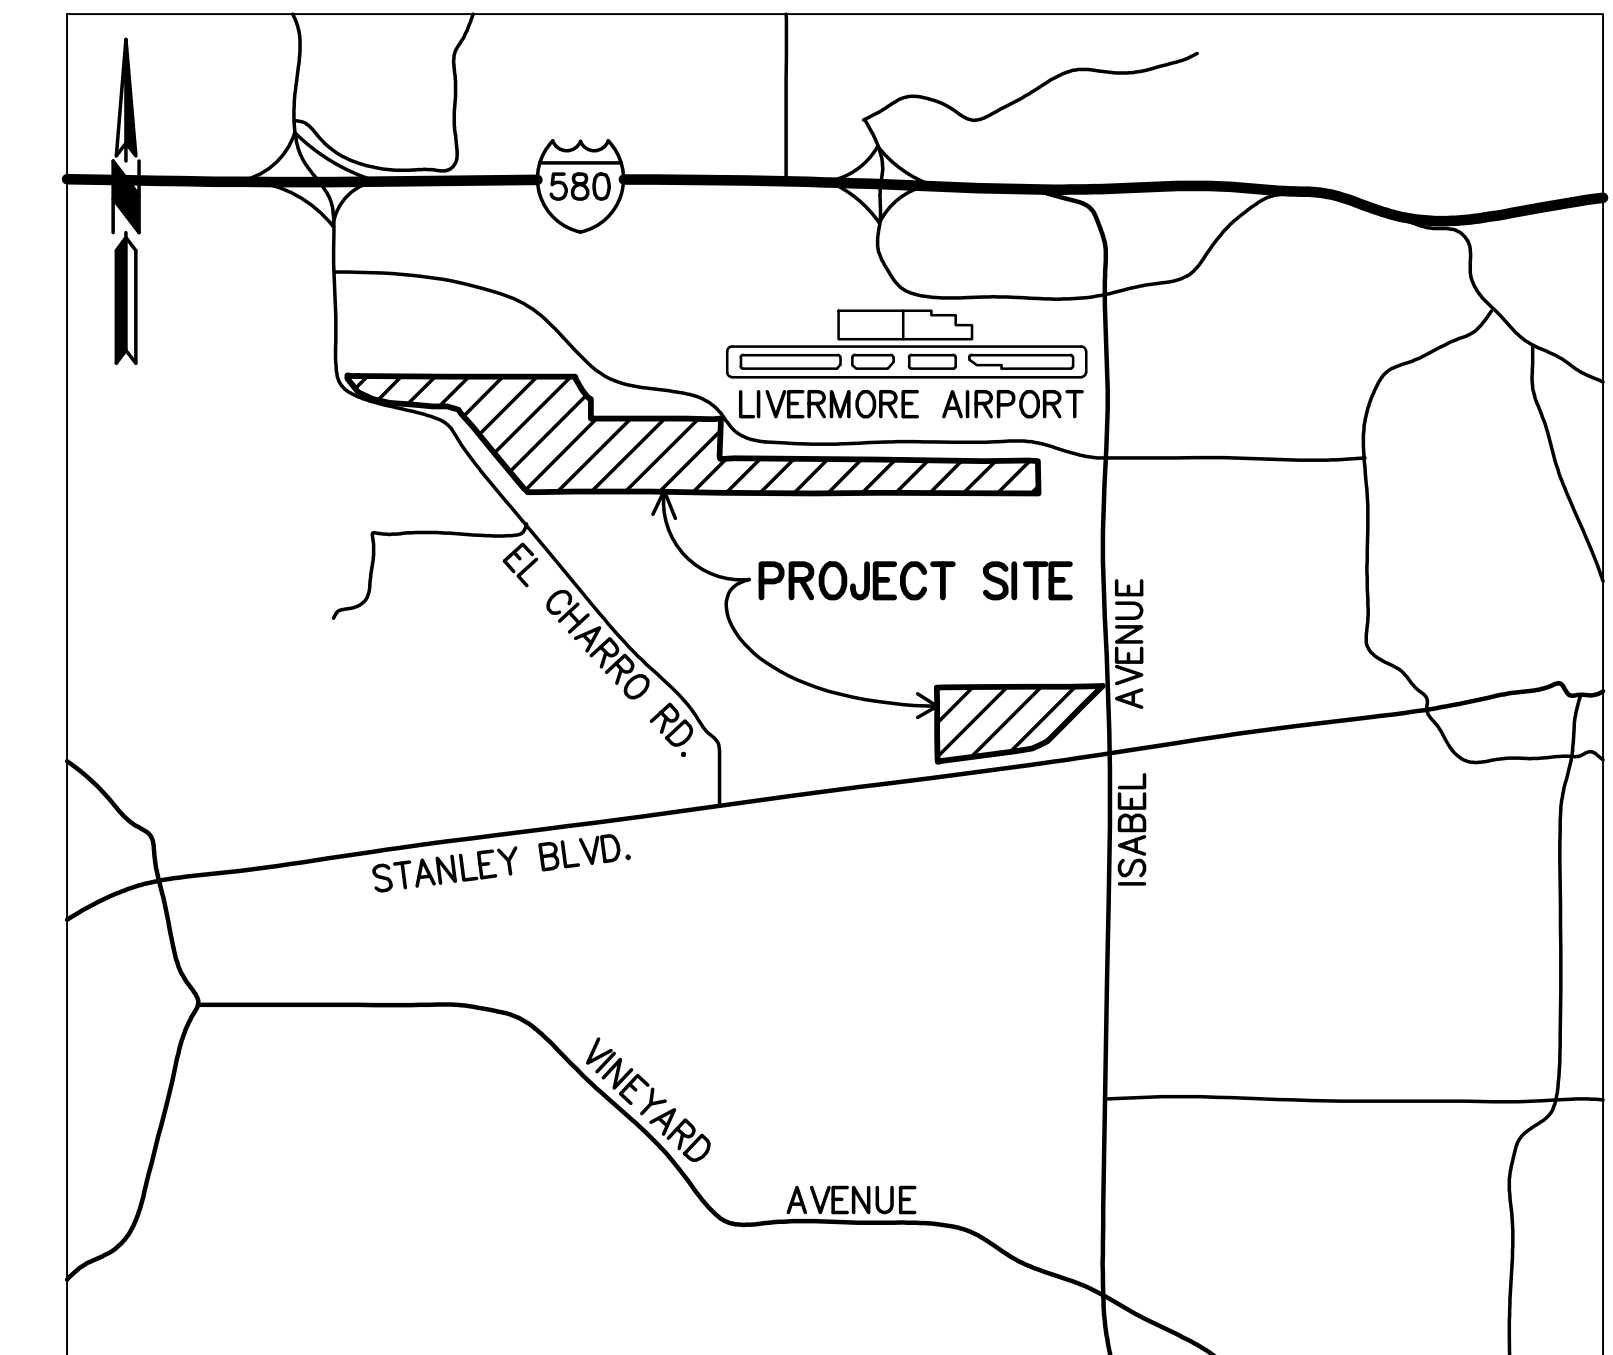 580
LIVERMORE AIRPORT
PROJECT SITE
EL CHARRO RD.
ISABEL AVENUE
STANLEY BLVD.
VINEYARD AVENUE